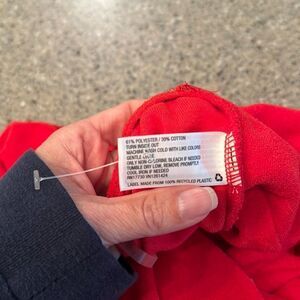 61% POLYESTER / 39% COTTON
TURN INSIDE OUT
MACHINE WASH COLD WITH LIKE COLORS
GENTLE CYCLE
ONLY NON-CHLORINE BLEACH IF NEEDED
TUMBLE DRY LOW, REMOVE PROMPTLY
COOL IRON IF NEEDED
RN17730
LABEL MADE FROM 100% RECYCLED PLASTIC